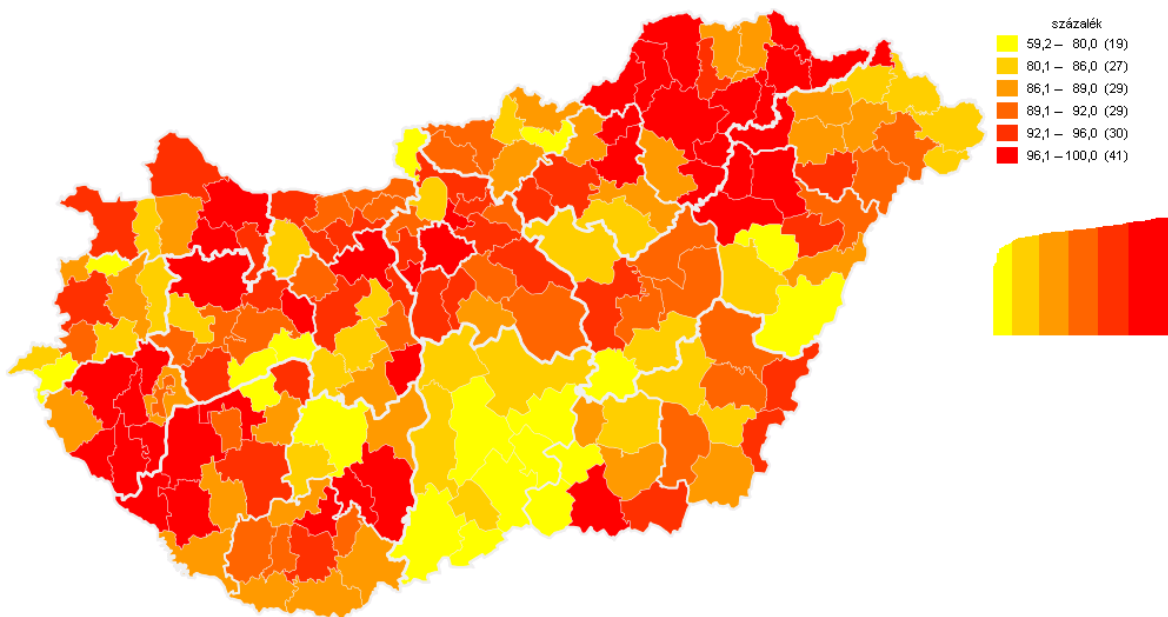 százalék
59,2 – 80,0 (19)
80,1 – 86,0 (27)
86,1 – 89,0 (29)
89,1 – 92,0 (29)
92,1 – 96,0 (30)
96,1 – 100,0 (41)